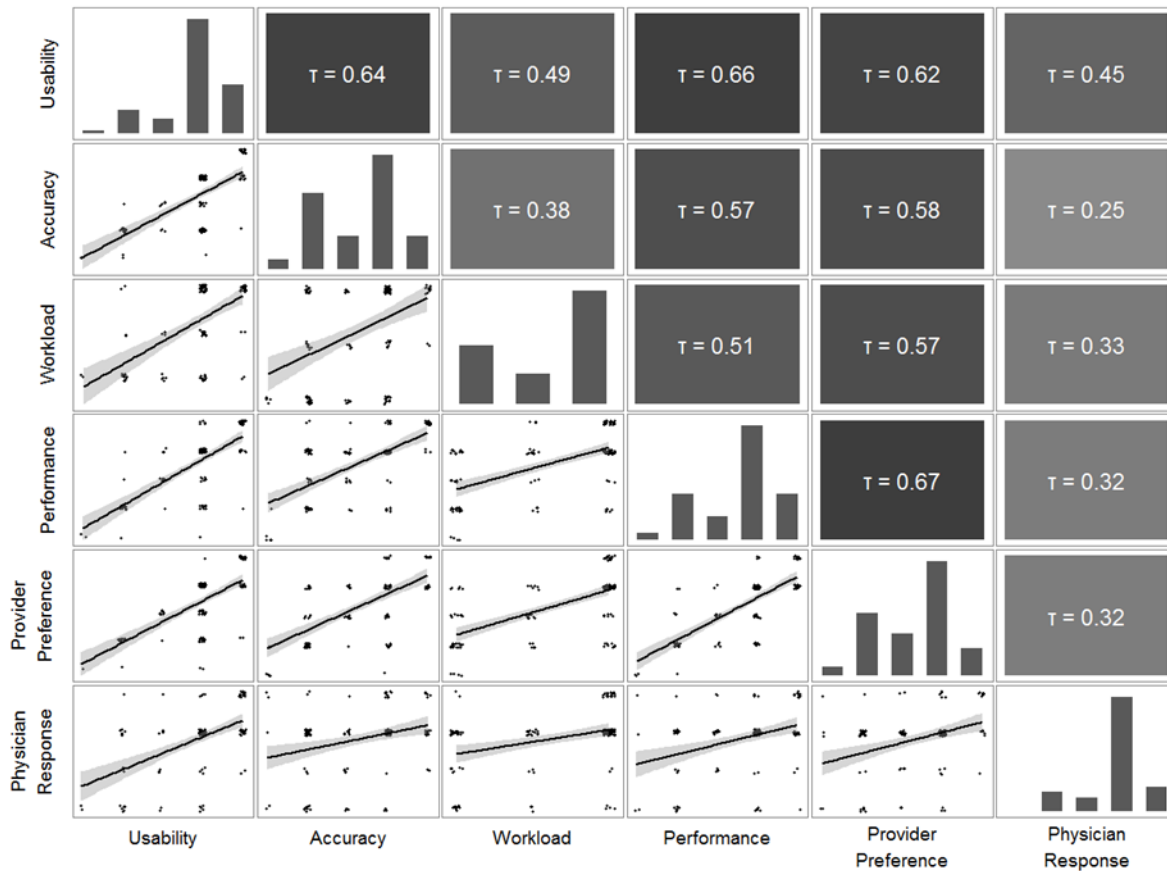 Usability
τ = 0.64
τ = 0.49
τ = 0.66
τ = 0.62
τ = 0.45
Accuracy
τ = 0.38
τ = 0.57
τ = 0.58
τ = 0.25
Workload
τ = 0.51
τ = 0.57
τ = 0.33
Performance
τ = 0.67
τ = 0.32
Provider
Preference
τ = 0.32
Physician
Response
Usability
Accuracy
Workload
Performance
Provider
Preference
Physician
Response